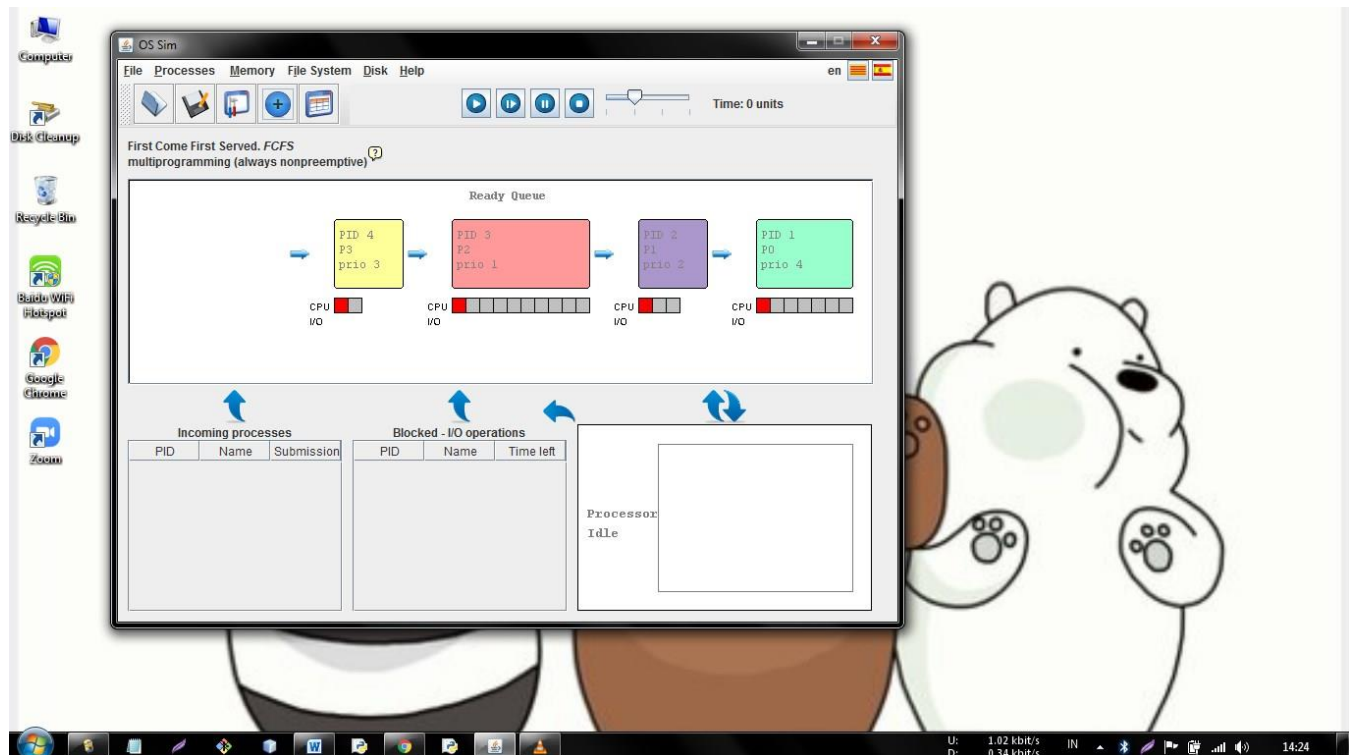 Computer
Disk Cleanup
Recycle Bin
Baidu WiFi
Hotspot
Google
Chrome
Zoom
OS Sim
File Processes Memory File System Disk Help
en
Time: 0 units
First Come First Served. FCFS
multiprogramming (always nonpreemptive)
?
Ready Queue
PID 4
P3
prio 3
CPU
I/O
PID 3
P2
prio 1
CPU
I/O
PID 2
P1
prio 2
CPU
I/O
PID 1
P0
prio 4
CPU
I/O
Incoming processes
PID Name Submission
Blocked - I/O operations
PID Name Time left
Processor
Idle
U: 1.02 kbit/s
D: 0.34 kbit/s
IN
14:24